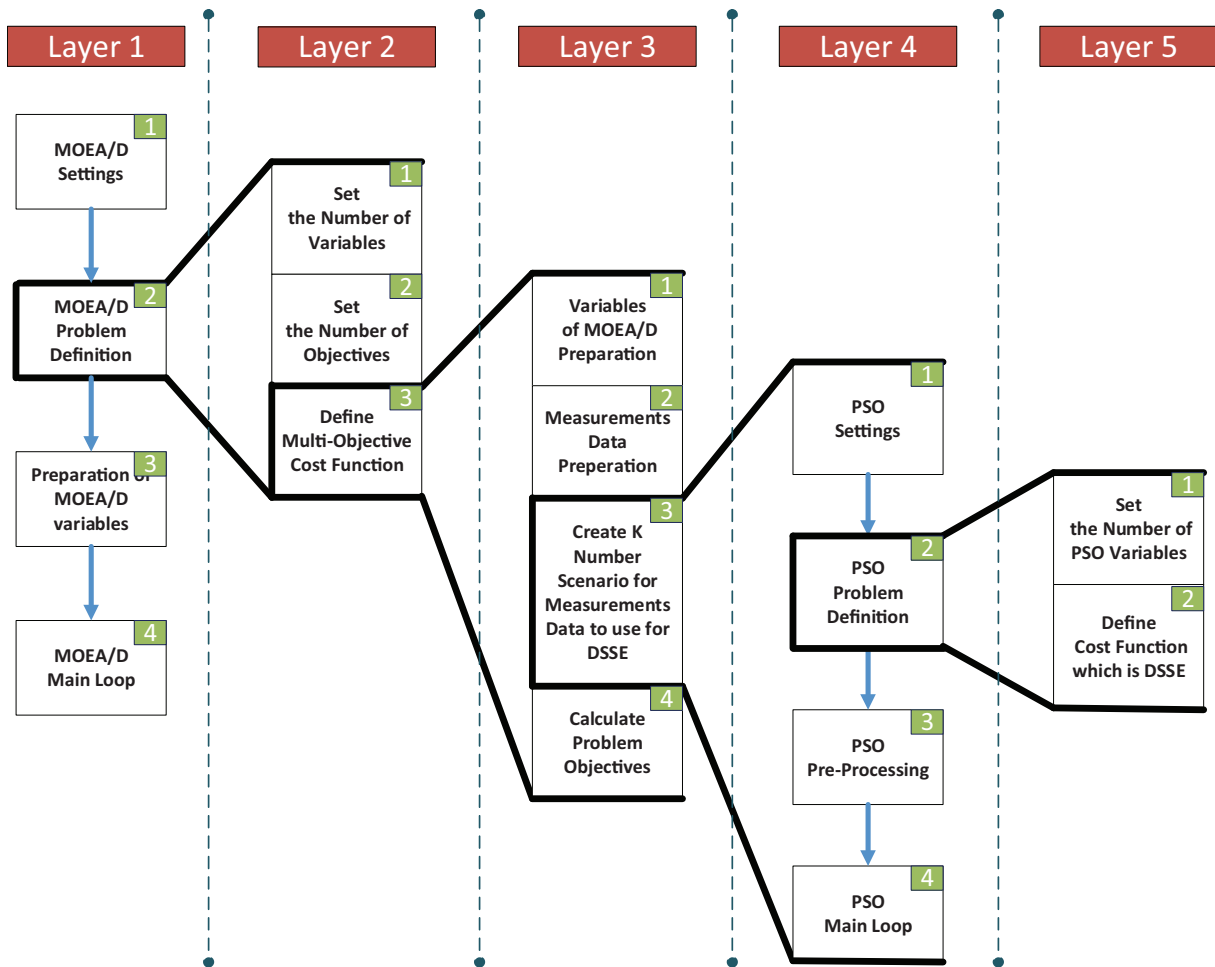 Layer 1
Layer 2
Layer 3
Layer 4
Layer 5
1
MOEA/D
Settings
2
MOEA/D
Problem
Definition
3
Preparation of
MOEA/D
variables
4
MOEA/D
Main Loop
1
Set
the Number of
Variables
2
Set
the Number of
Objectives
3
Define
Multi-Objective
Cost Function
1
Variables
of MOEA/D
Preparation
2
Measurements
Data
Preperation
3
Create K
Number
Scenario for
Measurements
Data to use for
DSSE
4
Calculate
Problem
Objectives
1
PSO
Settings
2
PSO
Problem
Definition
3
PSO
Pre-Processing
4
PSO
Main Loop
1
Set
the Number of
PSO Variables
2
Define
Cost Function
which is DSSE